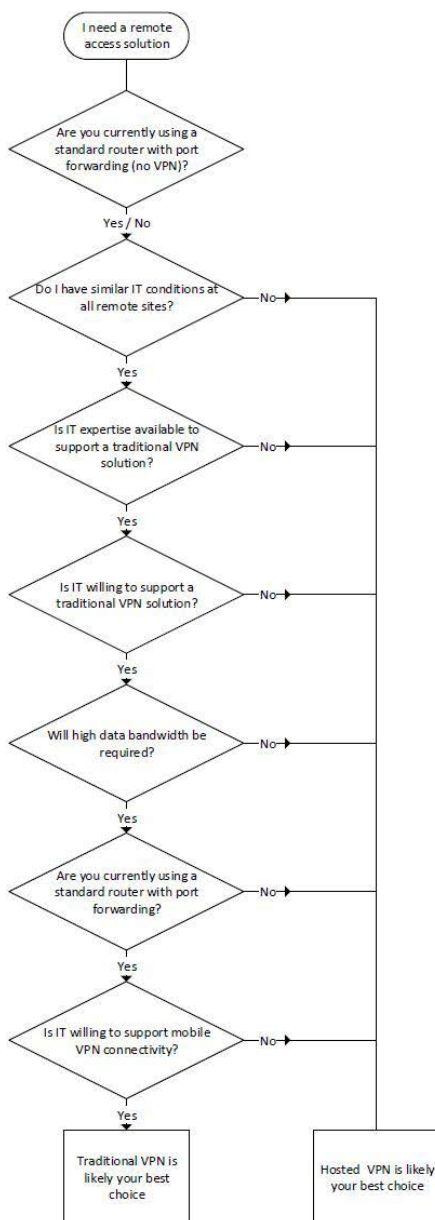 I need a remote
access solution
Are you currently using a
standard router with port
forwarding (no VPN)?
Yes / No
Do I have similar IT conditions at
all remote sites?
No
Yes
Is IT expertise available to
support a traditional VPN
solution?
No
Yes
Is IT willing to support a
traditional VPN solution?
No
Yes
Will high data bandwidth be
required?
No
Yes
Are you currently using a
standard router with port
forwarding?
No
Yes
Is IT willing to support mobile
VPN connectivity?
No
Yes
Traditional VPN is
likely your best
choice
Hosted VPN is likely
your best choice